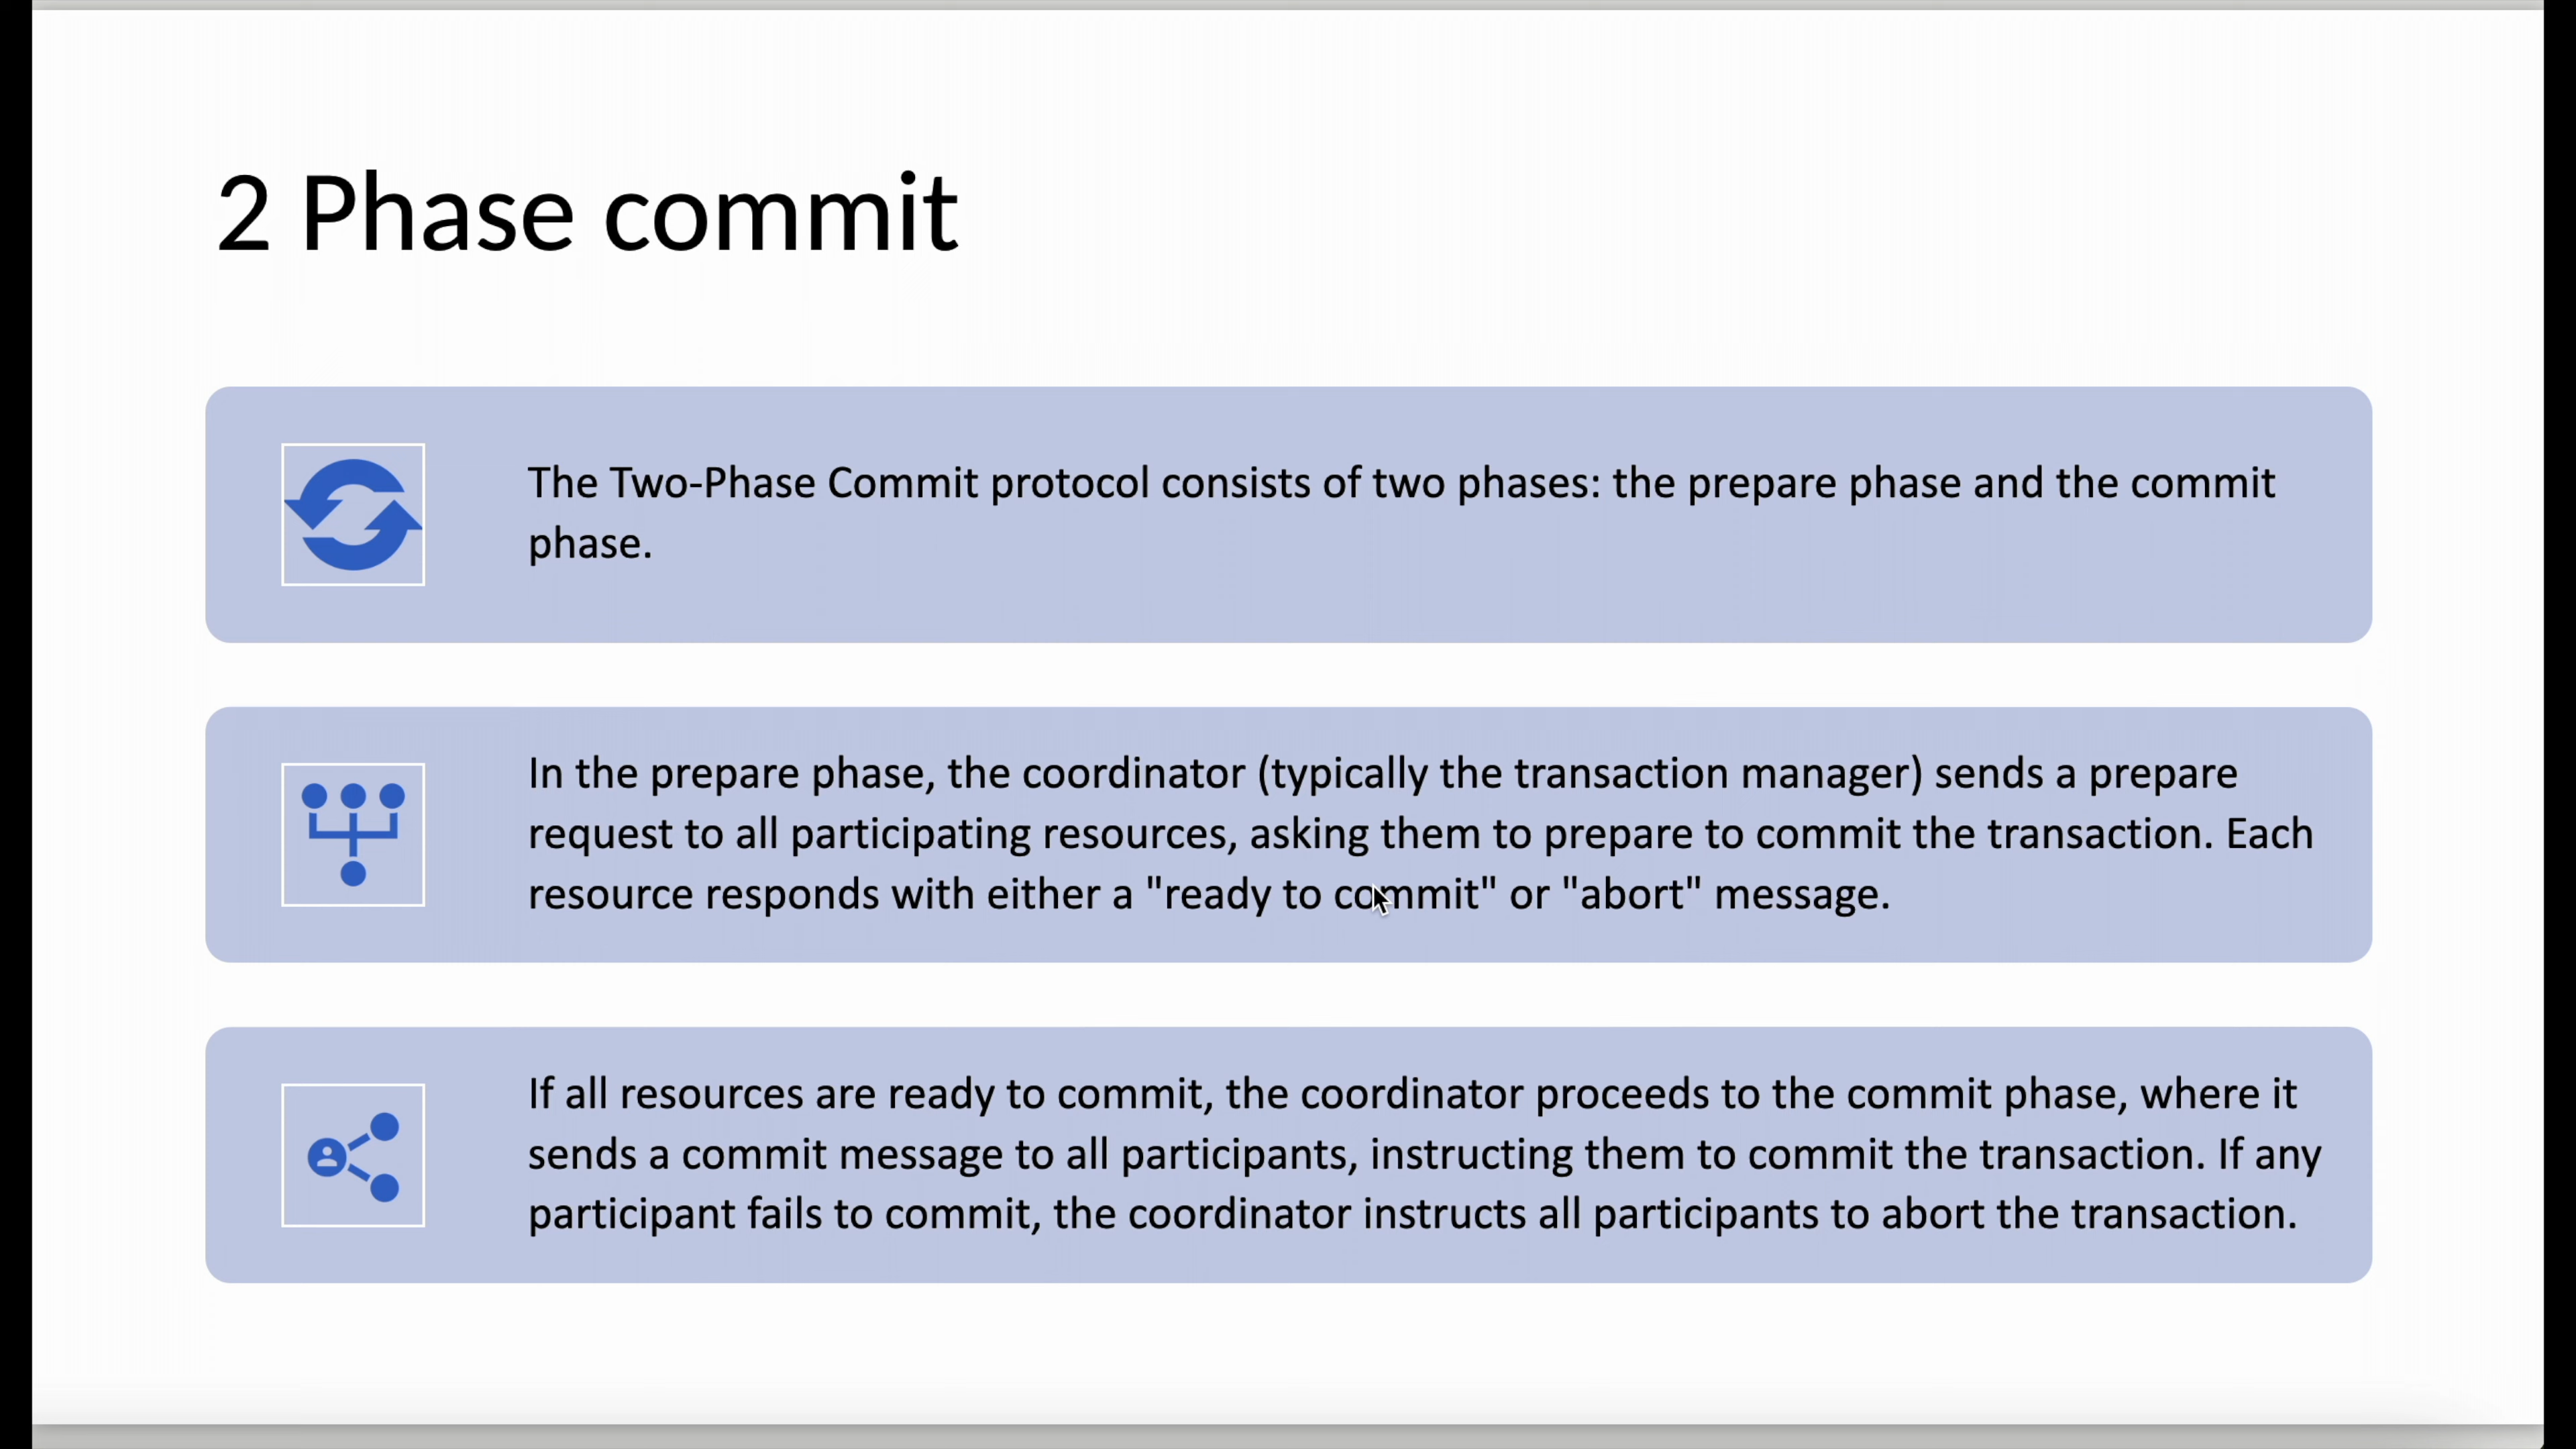 2 Phase commit
The Two-Phase Commit protocol consists of two phases: the prepare phase and the commit
phase.
In the prepare phase, the coordinator (typically the transaction manager) sends a prepare
request to all participating resources, asking them to prepare to commit the transaction. Each
resource responds with either a "ready to commit" or "abort" message.
If all resources are ready to commit, the coordinator proceeds to the commit phase, where it
sends a commit message to all participants, instructing them to commit the transaction. If any
participant fails to commit, the coordinator instructs all participants to abort the transaction.